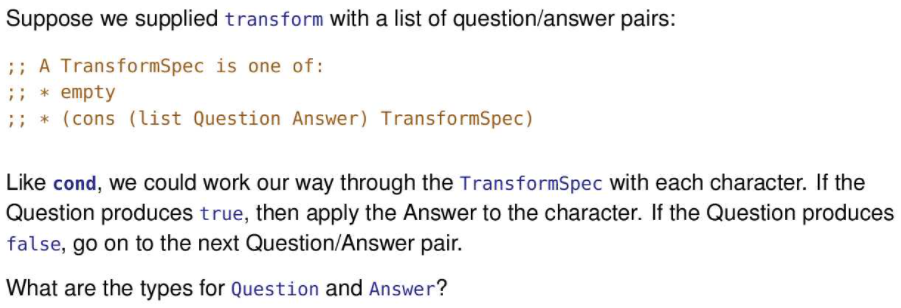 Suppose we supplied transform with a list of question/answer pairs:
;; A TransformSpec is one of:
;; * empty
;; * (cons (list Question Answer) TransformSpec)
Like cond, we could work our way through the TransformSpec with each character. If the
Question produces true, then apply the Answer to the character. If the Question produces
false, go on to the next Question/Answer pair.
What are the types for Question and Answer?